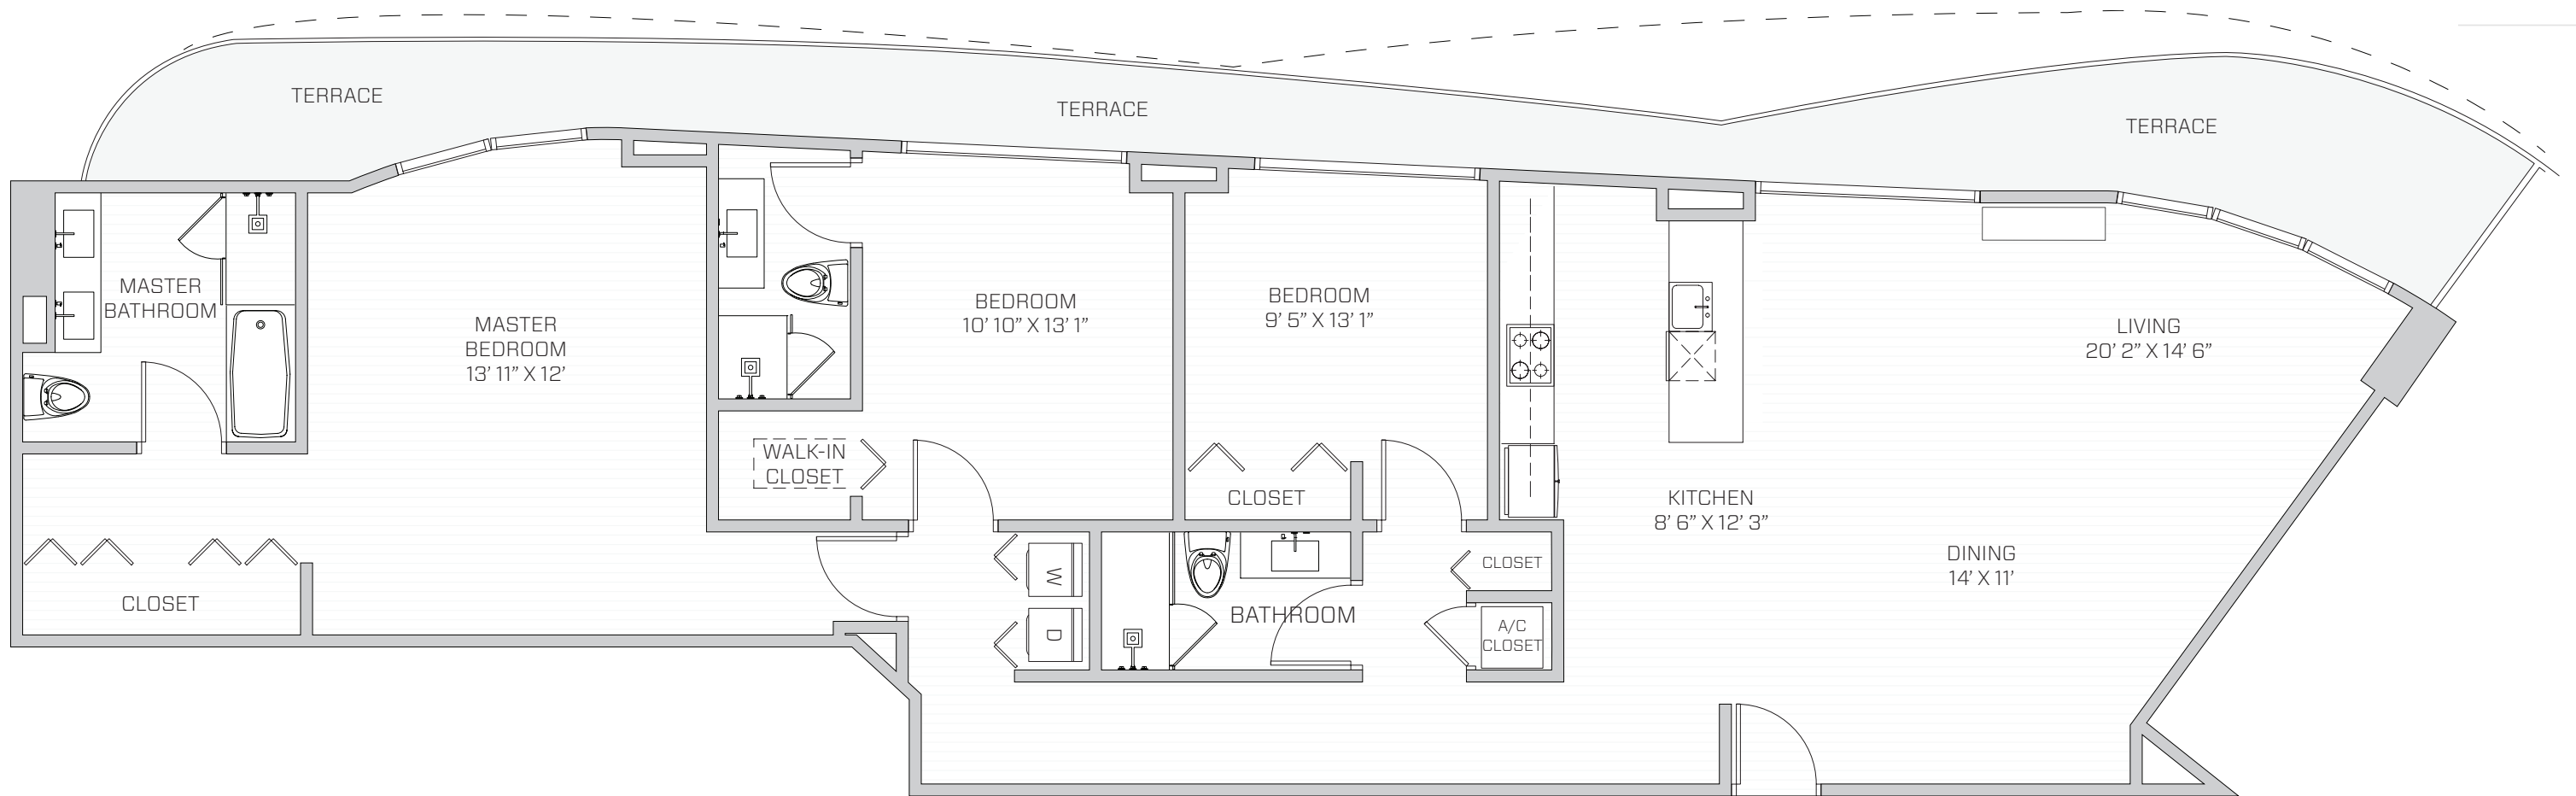 TERRACE
TERRACE
TERRACE
MASTER
BATHROOM
MASTER
BEDROOM
13' 11" X 12'
BEDROOM
10' 10" X 13' 1"
BEDROOM
9' 5" X 13' 1"
LIVING
20' 2" X 14' 6"
WALK-IN
CLOSET
CLOSET
KITCHEN
8' 6" X 12' 3"
DINING
14' X 11'
CLOSET
W
D
BATHROOM
CLOSET
A/C
CLOSET